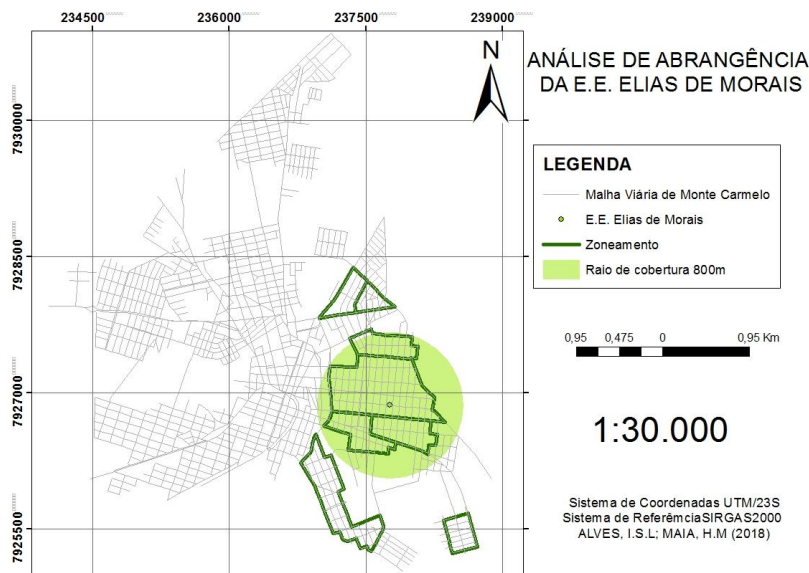 234500
236000
237500
239000
7930000
7928500
7927000
7925500
N
ANÁLISE DE ABRANGÊNCIA
DA E.E. ELIAS DE MORAIS
LEGENDA
Malha Viária de Monte Carmelo
E.E. Elias de Morais
Zoneamento
Raio de cobertura 800m
0,95 0,475 0 0,95 Km
1:30.000
Sistema de Coordenadas UTM/23S
Sistema de ReferêmciaSIRGAS2000
ALVES, I.S.L; MAIA, H.M (2018)